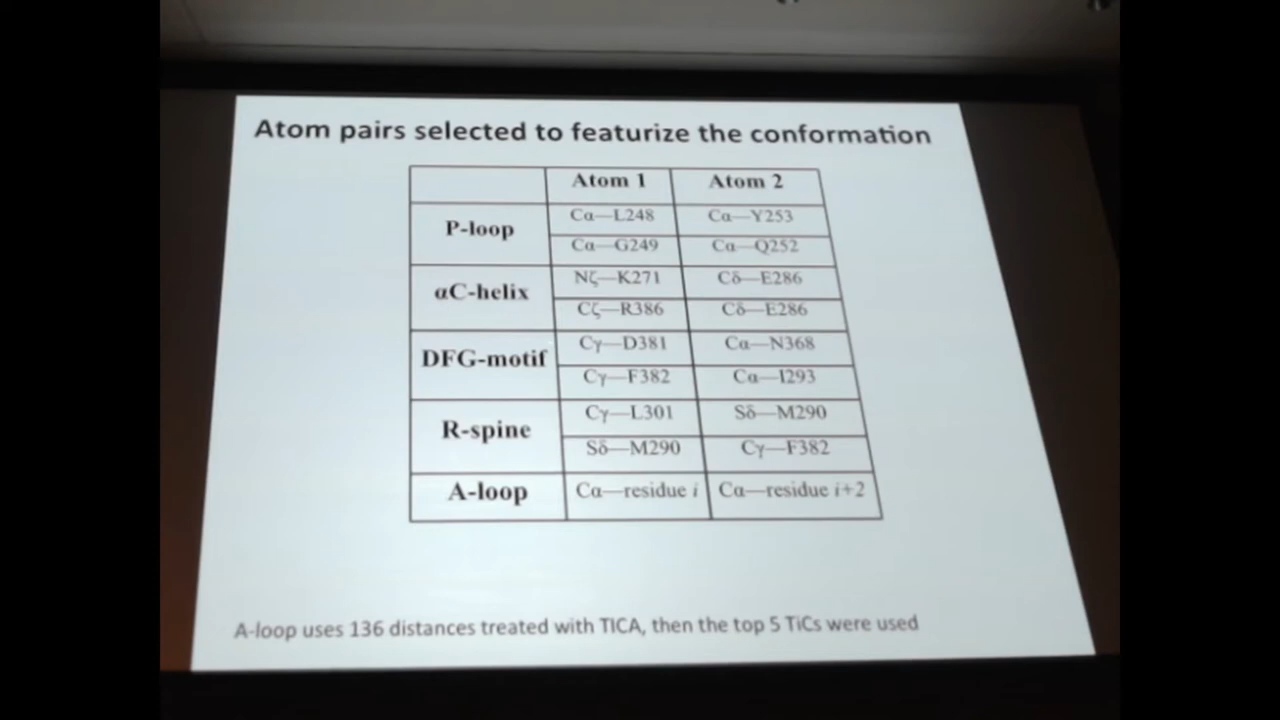 Atom pairs selected to featurize the conformation
Atom 1 Atom 2
P-loop
Cα—L248 Cα—Y253
Cα—G249 Cα—Q252
αC-helix
Nζ—K271 Cδ—E286
Cζ—R386 Cδ—E286
DFG-motif
Cγ—D381 Cα—N368
Cγ—F382 Cα—I293
R-spine
Cγ—L301 Sδ—M290
Sδ—M290 Cγ—F382
A-loop Cα—residue i Cα—residue i+2
A-loop uses 136 distances treated with TICA, then the top 5 TiCs were used